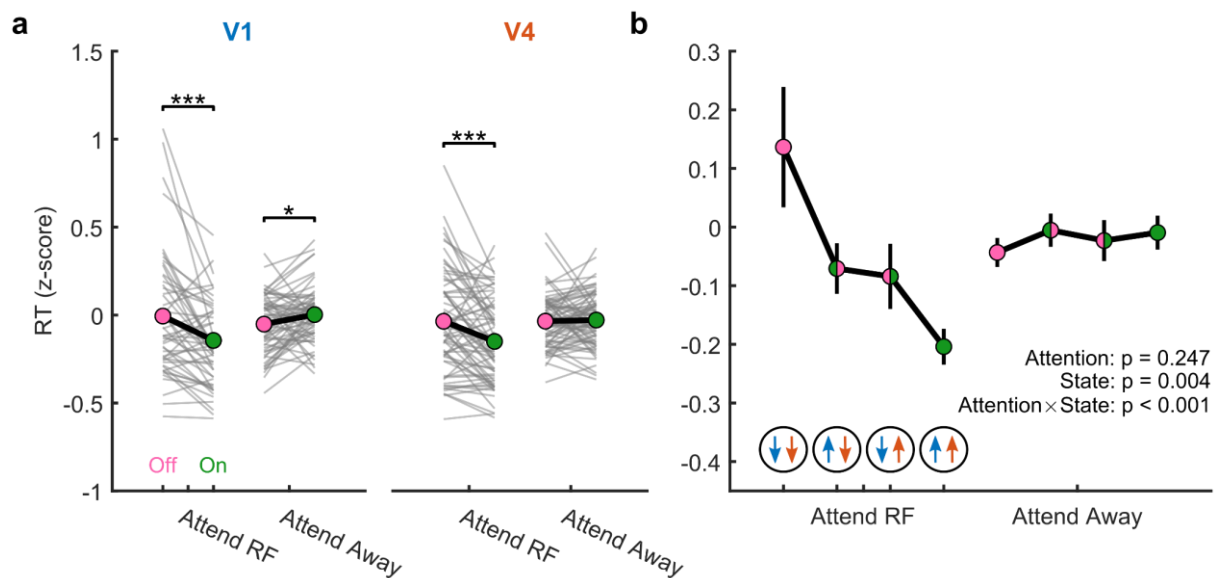 a
V1
V4
RT (z-score)
1.5
1
0.5
0
-0.5
-1
***
*
***
Off
On
Attend RF
Attend Away
Attend RF
Attend Away
b
0.3
0.2
0.1
0
-0.1
-0.2
-0.3
-0.4
Attention: p = 0.247
State: p = 0.004
Attention×State: p < 0.001
Attend RF
Attend Away